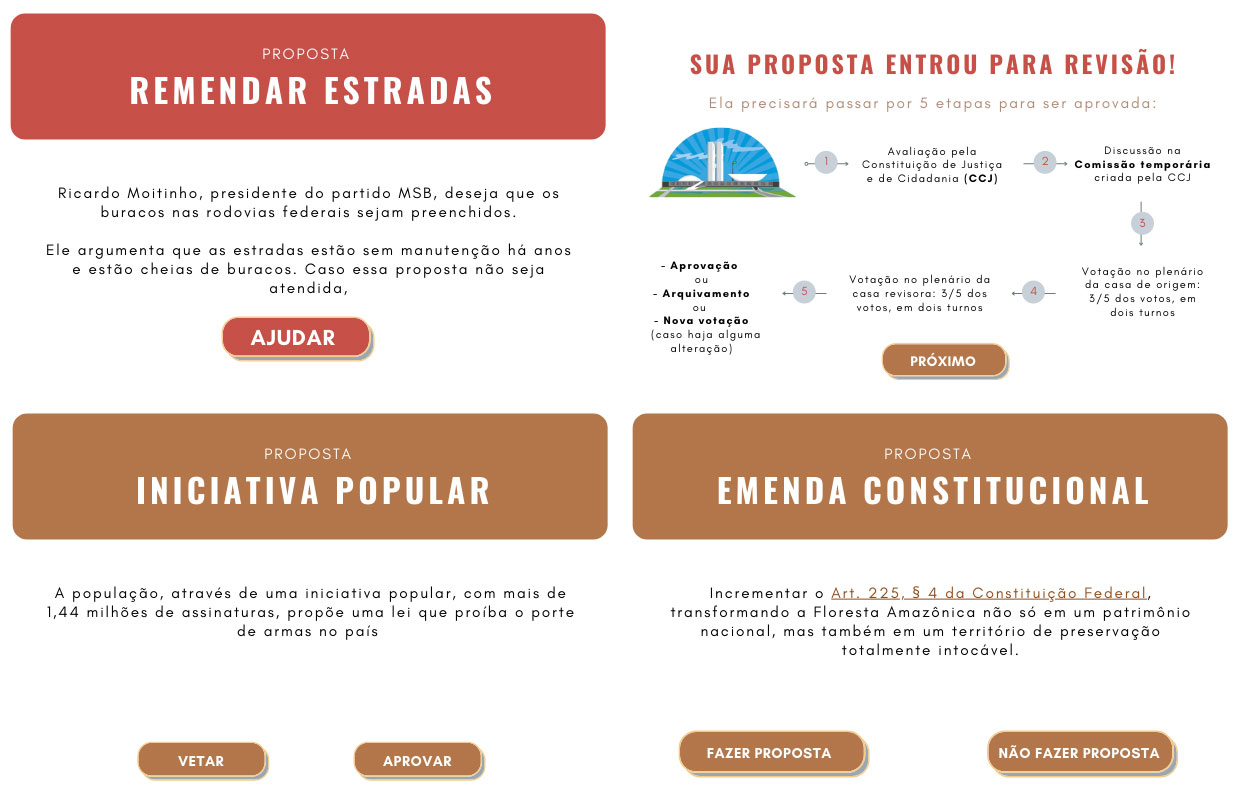 PROPOSTA
REMENDAR ESTRADAS
Ricardo Moitinho, presidente do partido MSB, deseja que os
buracos nas rodovias federais sejam preenchidos.
Ele argumenta que as estradas estão sem manutenção há anos
e estão cheias de buracos. Caso essa proposta não seja
atendida,
AJUDAR
SUA PROPOSTA ENTROU PARA REVISÃO!
Ela precisará passar por 5 etapas para ser aprovada:
1
Avaliação pela
Constituição de Justiça
e de Cidadania (CCJ)
2
Discussão na
Comissão temporária
criada pela CCJ
3
Votação no plenário
da casa de origem:
3/5 dos votos, em
dois turnos
4
Votação no plenário da
casa revisora: 3/5 dos
votos, em dois turnos
5
- Aprovação
ou
- Arquivamento
ou
- Nova votação
(caso haja alguma
alteração)
PRÓXIMO
PROPOSTA
INICIATIVA POPULAR
A população, através de uma iniciativa popular, com mais de
1,44 milhões de assinaturas, propõe uma lei que proíba o porte
de armas no país
VETAR
APROVAR
PROPOSTA
EMENDA CONSTITUCIONAL
Incrementar o Art. 225, § 4 da Constituição Federal,
transformando a Floresta Amazônica não só em um patrimônio
nacional, mas também em um território de preservação
totalmente intocável.
FAZER PROPOSTA
NÃO FAZER PROPOSTA